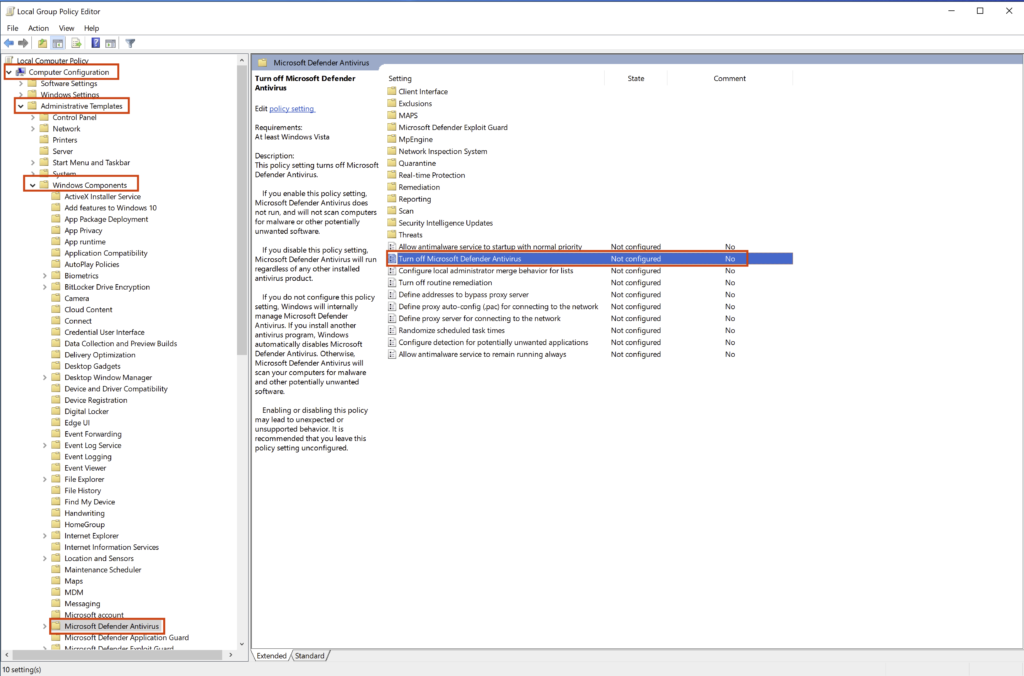 Local Group Policy Editor
File Action View Help
Local Computer Policy
Computer Configuration
Software Settings
Windows Settings
Administrative Templates
Control Panel
Network
Printers
Server
Start Menu and Taskbar
System
Windows Components
ActiveX Installer Service
Add features to Windows 10
App Package Deployment
App Privacy
App runtime
Application Compatibility
AutoPlay Policies
Biometrics
BitLocker Drive Encryption
Camera
Cloud Content
Connect
Credential User Interface
Data Collection and Preview Builds
Delivery Optimization
Desktop Gadgets
Desktop Window Manager
Device and Driver Compatibility
Device Registration
Digital Locker
Edge UI
Event Forwarding
Event Log Service
Event Logging
Event Viewer
File Explorer
File History
Find My Device
Handwriting
HomeGroup
Internet Explorer
Internet Information Services
Location and Sensors
Maintenance Scheduler
Maps
MDM
Messaging
Microsoft account
Microsoft Defender Antivirus
Microsoft Defender Application Guard
Microsoft Defender Exploit Guard
Microsoft Defender Antivirus
Turn off Microsoft Defender
Antivirus
Edit policy setting.
Requirements:
At least Windows Vista
Description:
This policy setting turns off Microsoft
Defender Antivirus.
If you enable this policy setting,
Microsoft Defender Antivirus does
not run, and will not scan computers
for malware or other potentially
unwanted software.
If you disable this policy setting,
Microsoft Defender Antivirus will run
regardless of any other installed
antivirus product.
If you do not configure this policy
setting, Windows will internally
manage Microsoft Defender
Antivirus. If you install another
antivirus program, Windows
automatically disables Microsoft
Defender Antivirus. Otherwise,
Microsoft Defender Antivirus will
scan your computers for malware
and other potentially unwanted
software.
Enabling or disabling this policy
may lead to unexpected or
unsupported behavior. It is
recommended that you leave this
policy setting unconfigured.
Setting State Comment
Client Interface
Exclusions
MAPS
Microsoft Defender Exploit Guard
MpEngine
Network Inspection System
Quarantine
Real-time Protection
Remediation
Reporting
Scan
Security Intelligence Updates
Threats
Allow antimalware service to startup with normal priority Not configured No
Turn off Microsoft Defender Antivirus Not configured No
Configure local administrator merge behavior for lists Not configured No
Turn off routine remediation Not configured No
Define addresses to bypass proxy server Not configured No
Define proxy auto-config (.pac) for connecting to the network Not configured No
Define proxy server for connecting to the network Not configured No
Randomize scheduled task times Not configured No
Configure detection for potentially unwanted applications Not configured No
Allow antimalware service to remain running always Not configured No
Extended Standard
10 setting(s)